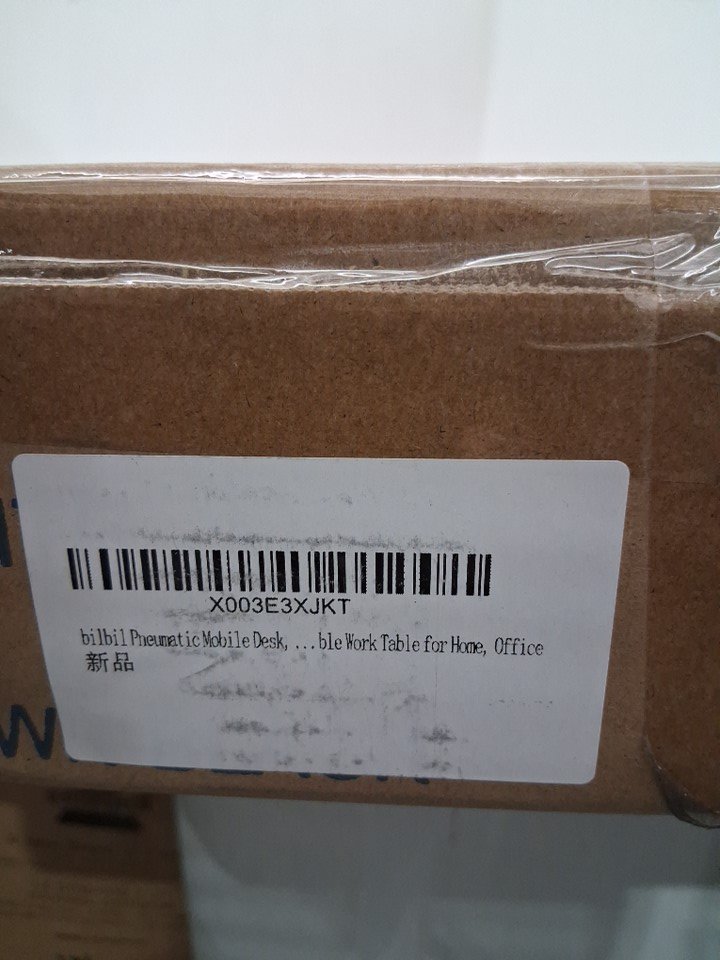 X003E3XJKT
bilbil Pneumatic Mobile Desk, ...ble Work Table for Home, Office
新品